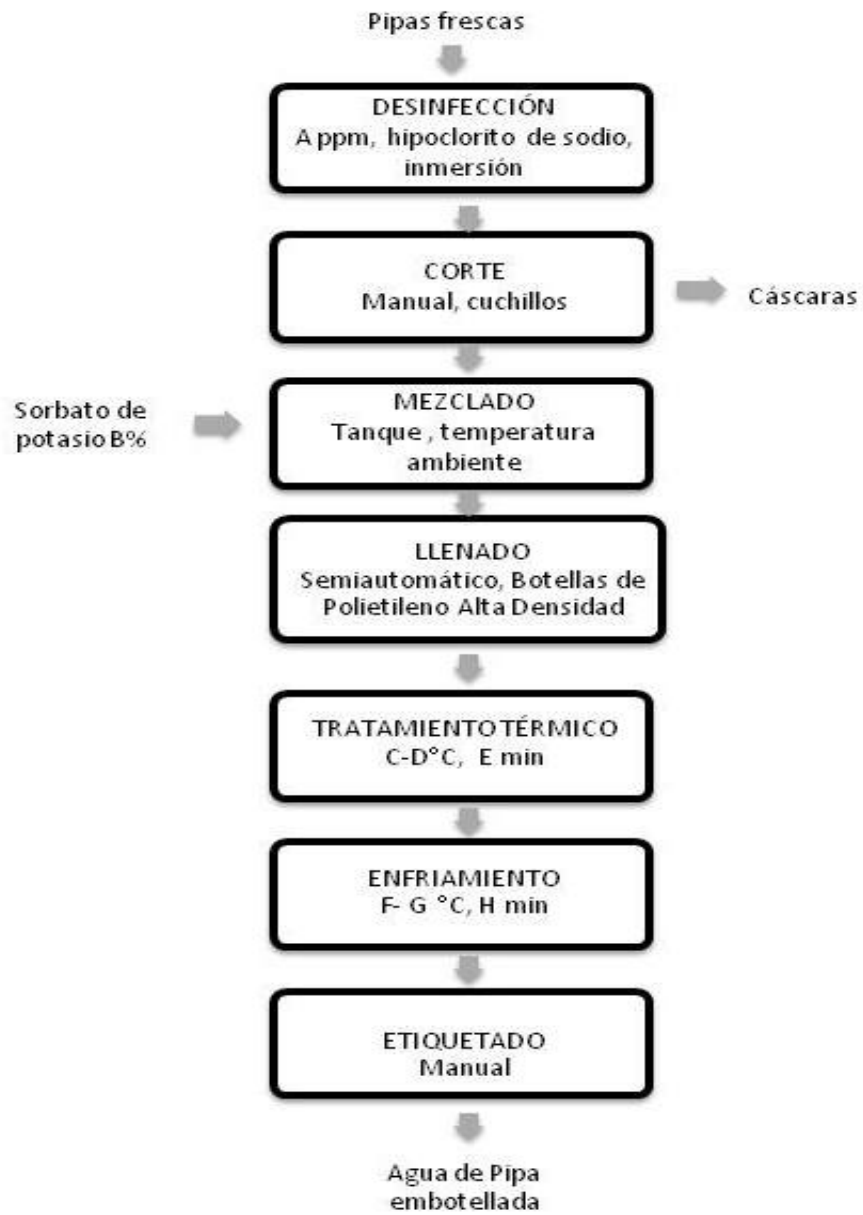 Pipas frescas
DESINFECCIÓN
A ppm, hipoclorito de sodio,
inmersión
CORTE
Manual, cuchillos
Cáscaras
Sorbato de
potasio B%
MEZCLADO
Tanque , temperatura
ambiente
LLENADO
Semiautomático, Botellas de
Polietileno Alta Densidad
TRATAMIENTO TÉRMICO
C-D°C, E min
ENFRIAMIENTO
F- G °C, H min
ETIQUETADO
Manual
Agua de Pipa
embotellada